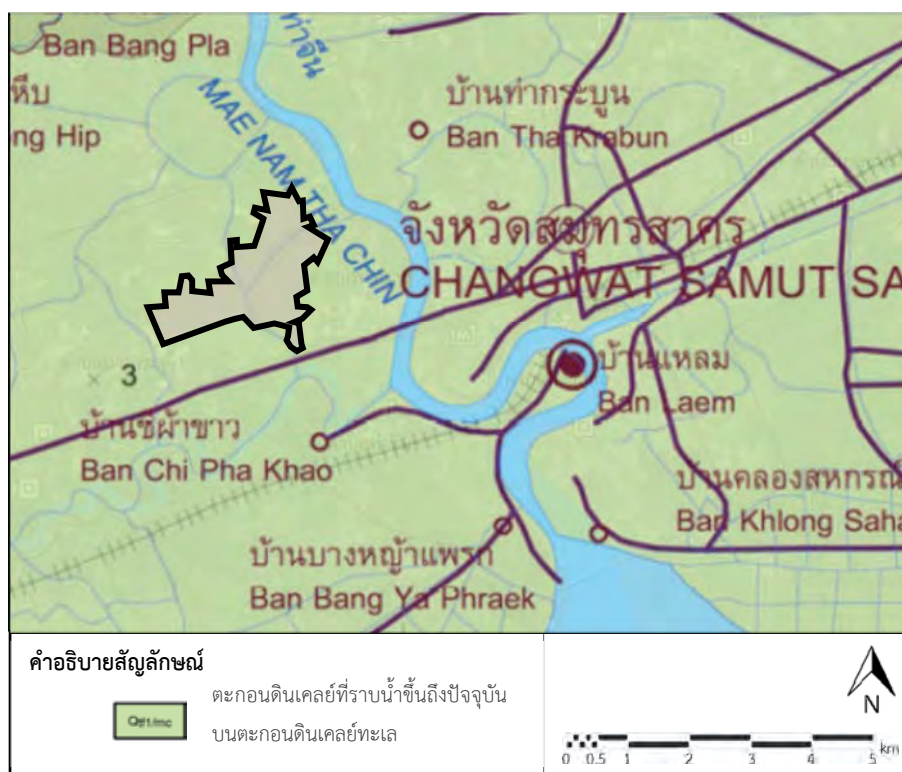 Ban Bang Pla
ท่าจีน
หีบ
ng Hip
MAE NAM THA CHIN
บ้านท่ากระบูน
Ban Tha Krabun
จังหวัดสมุทรสาคร
CHANGWAT SAMUT SA
3
บ้านแหลม
Ban Laem
บ้านชีผ้าขาว
Ban Chi Pha Khao
บ้านคลองสหกรณ์
Ban Khlong Saha
บ้านบางหญ้าแพรก
Ban Bang Ya Phraek
คำอธิบายสัญลักษณ์
Qtf1/mc
ตะกอนดินเคลย์ที่ราบน้ำขึ้นถึงปัจจุบัน
บนตะกอนดินเคลย์ทะเล
N
0 0.5 1 2 3 4 5 km